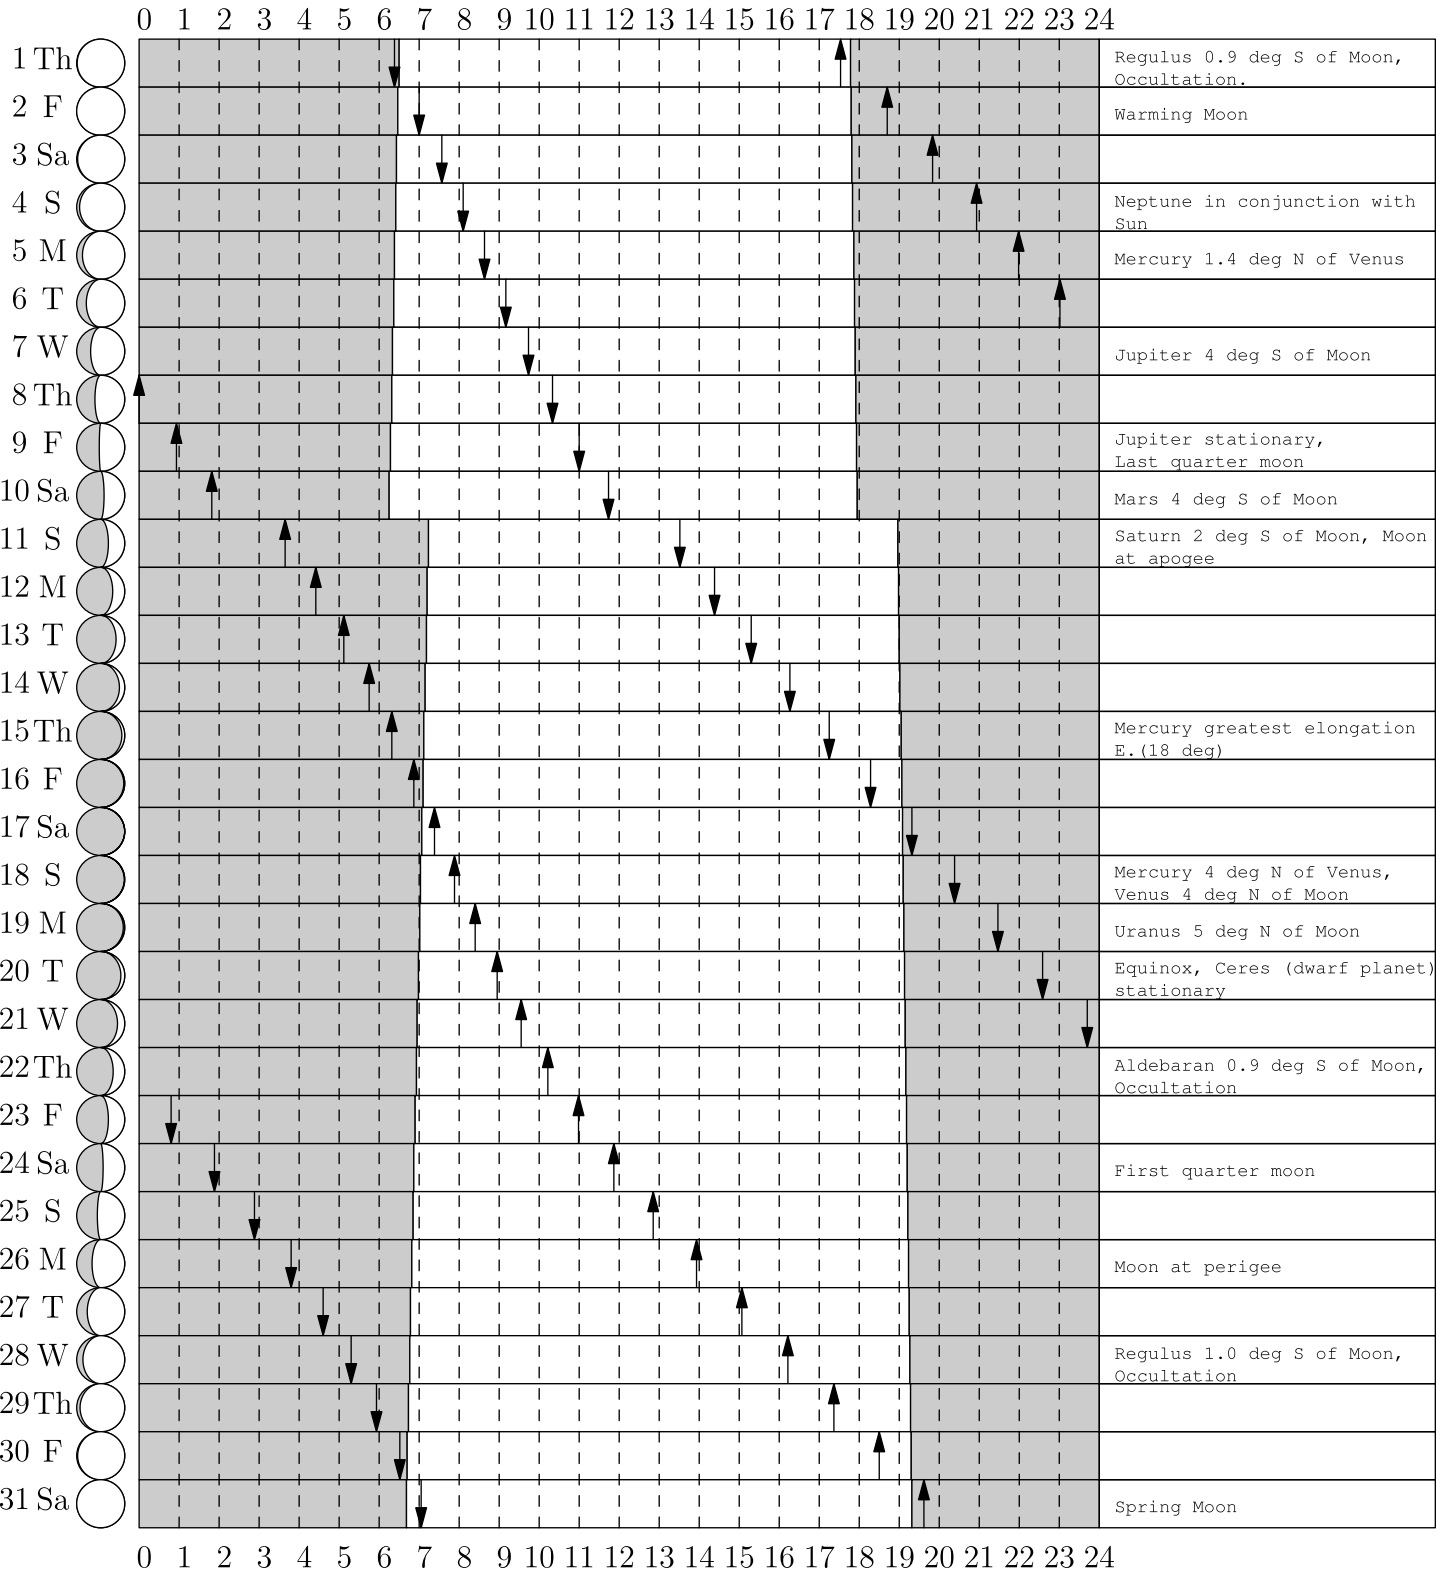 0 1 2 3 4 5 6 7 8 9 10 11 12 13 14 15 16 17 18 19 20 21 22 23 24
1 Th Regulus 0.9 deg S of Moon,
Occultation.
2 F Warming Moon
3 Sa
4 S Neptune in conjunction with
Sun
5 M Mercury 1.4 deg N of Venus
6 T
7 W Jupiter 4 deg S of Moon
8 Th
9 F Jupiter stationary,
Last quarter moon
10 Sa Mars 4 deg S of Moon
11 S Saturn 2 deg S of Moon, Moon
at apogee
12 M
13 T
14 W
15 Th Mercury greatest elongation
E.(18 deg)
16 F
17 Sa
18 S Mercury 4 deg N of Venus,
Venus 4 deg N of Moon
19 M Uranus 5 deg N of Moon
20 T Equinox, Ceres (dwarf planet)
stationary
21 W
22 Th Aldebaran 0.9 deg S of Moon,
Occultation
23 F
24 Sa First quarter moon
25 S
26 M Moon at perigee
27 T
28 W Regulus 1.0 deg S of Moon,
Occultation
29 Th
30 F
31 Sa Spring Moon
0 1 2 3 4 5 6 7 8 9 10 11 12 13 14 15 16 17 18 19 20 21 22 23 24